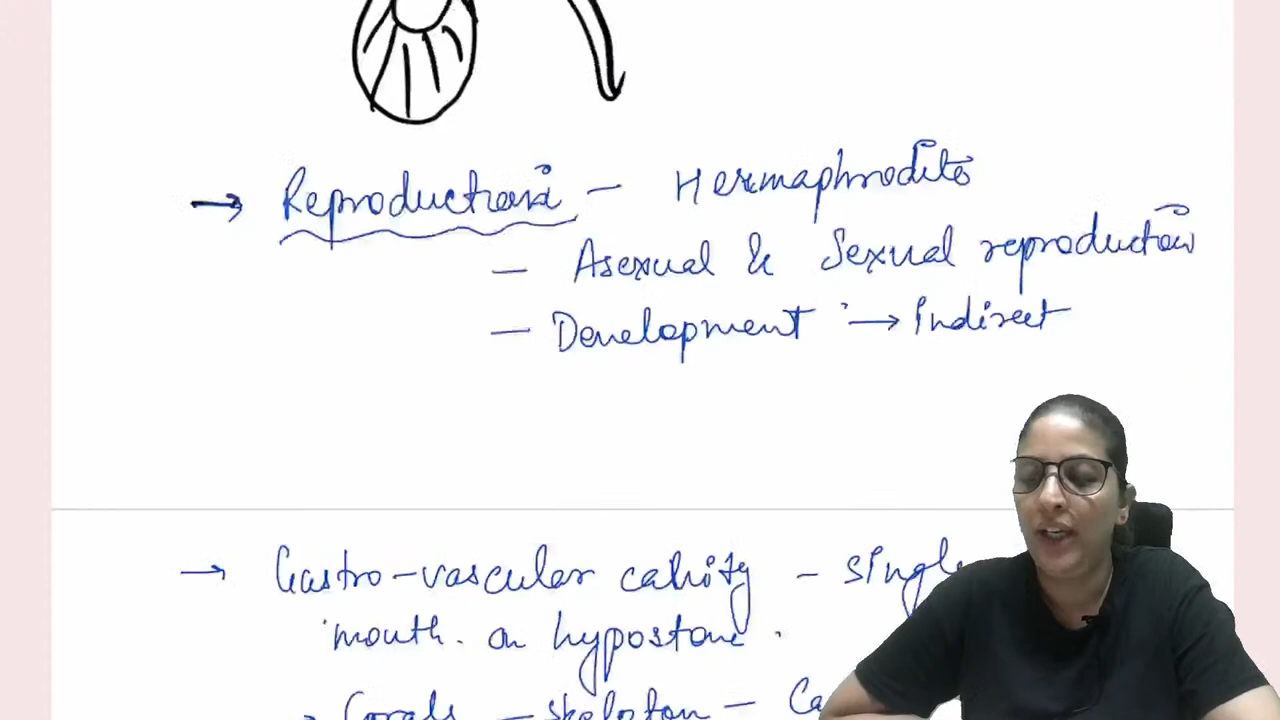 → Reproduction - Hermaphrodite
- Asexual & Sexual reproduction
- Development → Indirect
→ Gastro-vascular cavity - single
mouth. on hypostome.
→ Corals - skeleton - Ca